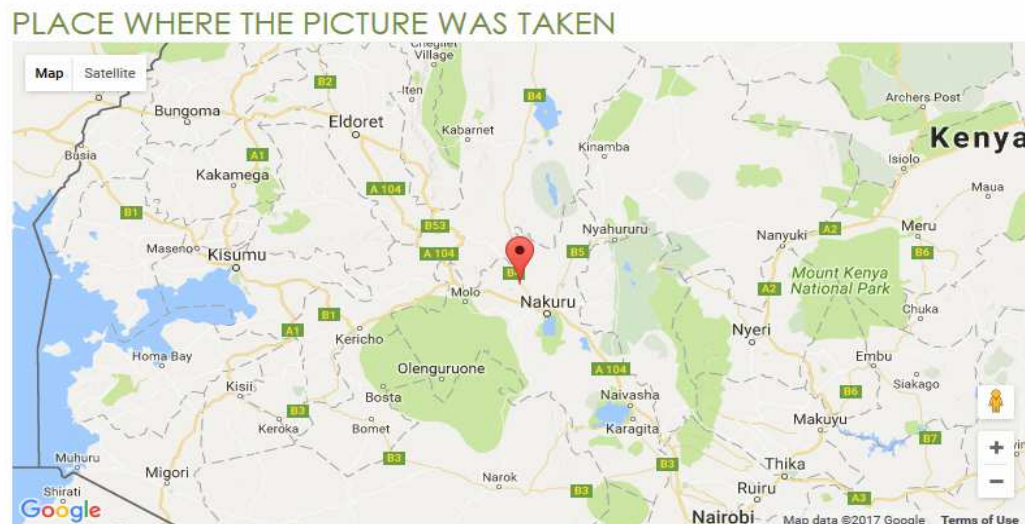 PLACE WHERE THE PICTURE WAS TAKEN
Map Satellite
Village
B2
Iten
B4
Archers Post
Bungoma
Eldoret
Kabarnet
Kinamba
Kenya
Busia
A1
Isiolo
Kakamega
A 104
Maua
B1
B53
Nyahururu
Nanyuki
A2
Meru
Maseno
Kisumu
A 104
B5
B6
Mount Kenya
National Park
A2
Molo
Nakuru
Chuka
B1
A1
Kericho
Nyeri
Homa Bay
Olenguruone
A 104
Embu
Kisii
Bosta
Naivasha
B6
Siakago
B3
Keroka
Bomet
Karagita
Makuyu
B7
Muhuru
Migori
B3
Narok
B3
Thika
Shirati
B3
Ruiru
A3
Google
Nairobi
Map data ©2017 Google Terms of Use